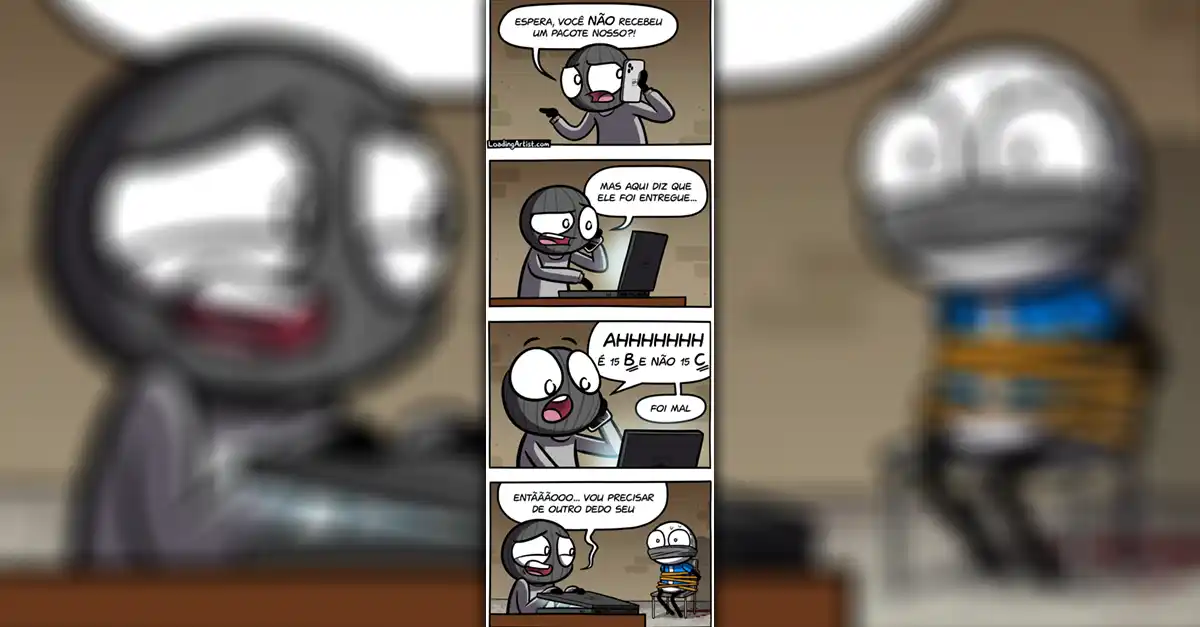 ESPERA, VOCÊ NÃO RECEBEU
UM PACOTE NOSSO?!
LoadingArtist.com
MAS AQUI DIZ QUE
ELE FOI ENTREGUE...
AHHHHHHH
É 15 B E NÃO 15 C
FOI MAL
ENTÃÃÃOOO... VOU PRECISAR
DE OUTRO DEDO SEU